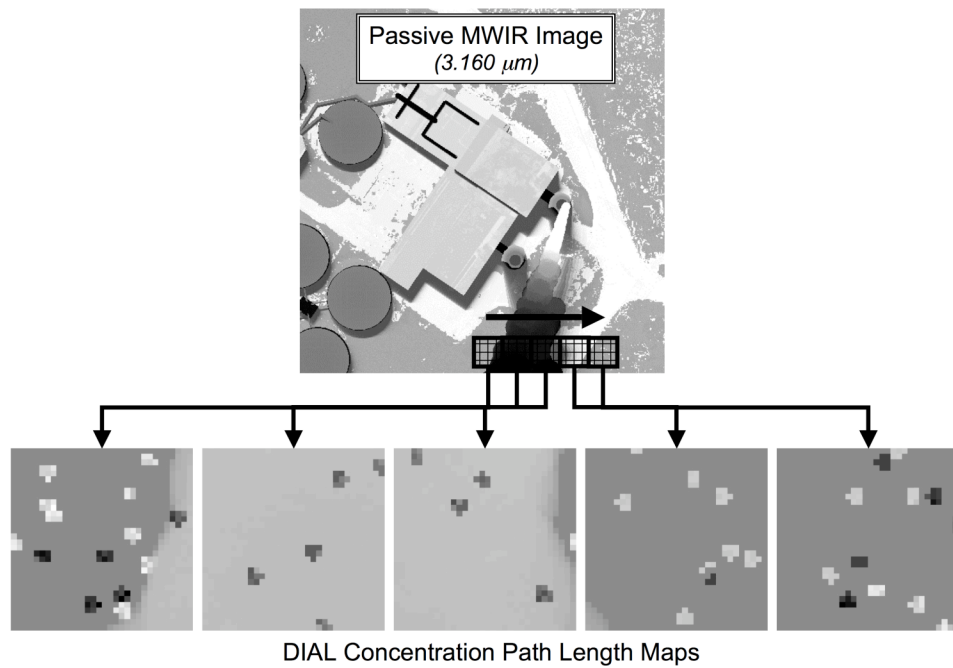 Passive MWIR Image
(3.160 μm)
DIAL Concentration Path Length Maps